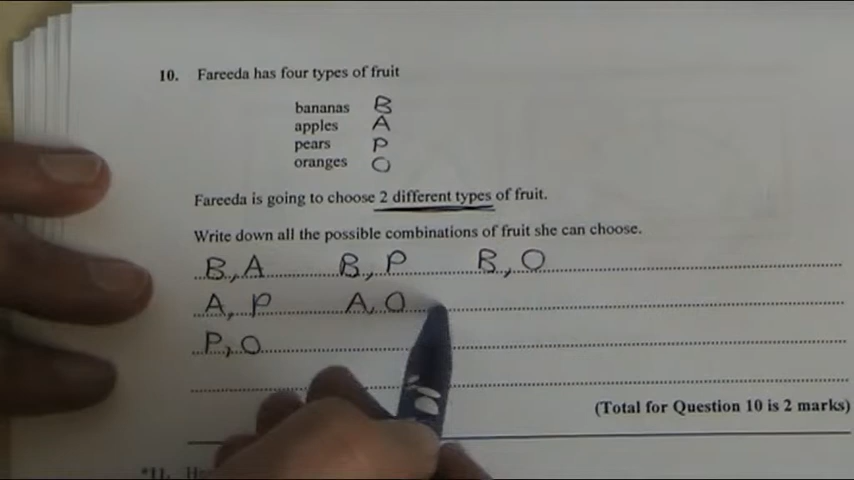 10. Fareeda has four types of fruit
bananas B
apples A
pears P
oranges O
Fareeda is going to choose 2 different types of fruit.
Write down all the possible combinations of fruit she can choose.
B, A B, P B, O
A, P A, O
P, O
(Total for Question 10 is 2 marks)
*11.